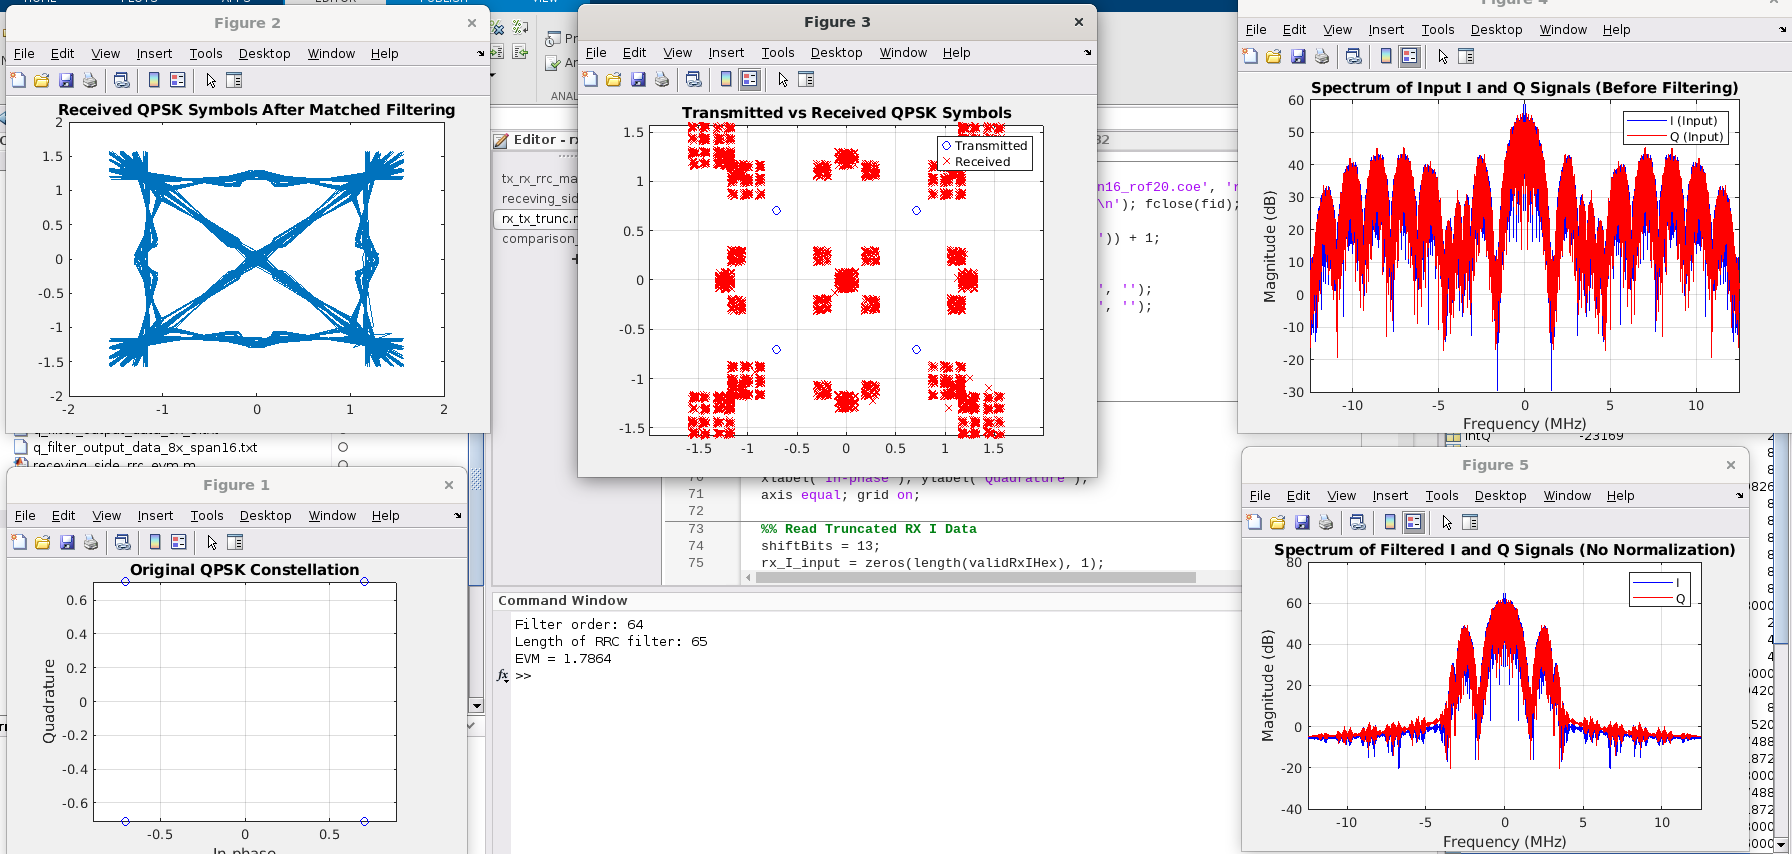 HOME
PLOTS
APPS
EDITOR
PUBLISH
VIEW
Figure 2
File Edit View Insert Tools Desktop Window Help
Received QPSK Symbols After Matched Filtering
2
1.5
1
0.5
0
-0.5
-1
-1.5
-2
-2 -1 0 1 2
q_filter_output_data_8x_span16.txt
receving_side_rrc_evm.m
Figure 1
File Edit View Insert Tools Desktop Window Help
Original QPSK Constellation
0.6
0.4
0.2
0
-0.2
-0.4
-0.6
Quadrature
-0.5 0 0.5
In-phase
Figure 3
File Edit View Insert Tools Desktop Window Help
Transmitted vs Received QPSK Symbols
Transmitted
Received
1.5
1
0.5
0
-0.5
-1
-1.5
-1.5 -1 -0.5 0 0.5 1 1.5
ANAL
Editor - rx
tx_rx_rrc_ma
receving_sid
rx_tx_trunc.m
comparison_
n16_rof20.coe', 'r
\n'); fclose(fid);
')) + 1;
, '');
, '');
70 xlabel('In-phase'); ylabel('Quadrature');
71 axis equal; grid on;
72
73 %% Read Truncated RX I Data
74 shiftBits = 13;
75 rx_I_input = zeros(length(validRxIHex), 1);
Command Window
Filter order: 64
Length of RRC filter: 65
EVM = 1.7864
fx >>
Figure 4
File Edit View Insert Tools Desktop Window Help
Spectrum of Input I and Q Signals (Before Filtering)
I (Input)
Q (Input)
60
50
40
30
20
10
0
-10
-20
-30
Magnitude (dB)
-10 -5 0 5 10
Frequency (MHz)
intQ -23169
Figure 5
File Edit View Insert Tools Desktop Window Help
Spectrum of Filtered I and Q Signals (No Normalization)
I
Q
80
60
40
20
0
-20
-40
Magnitude (dB)
-10 -5 0 5 10
Frequency (MHz)